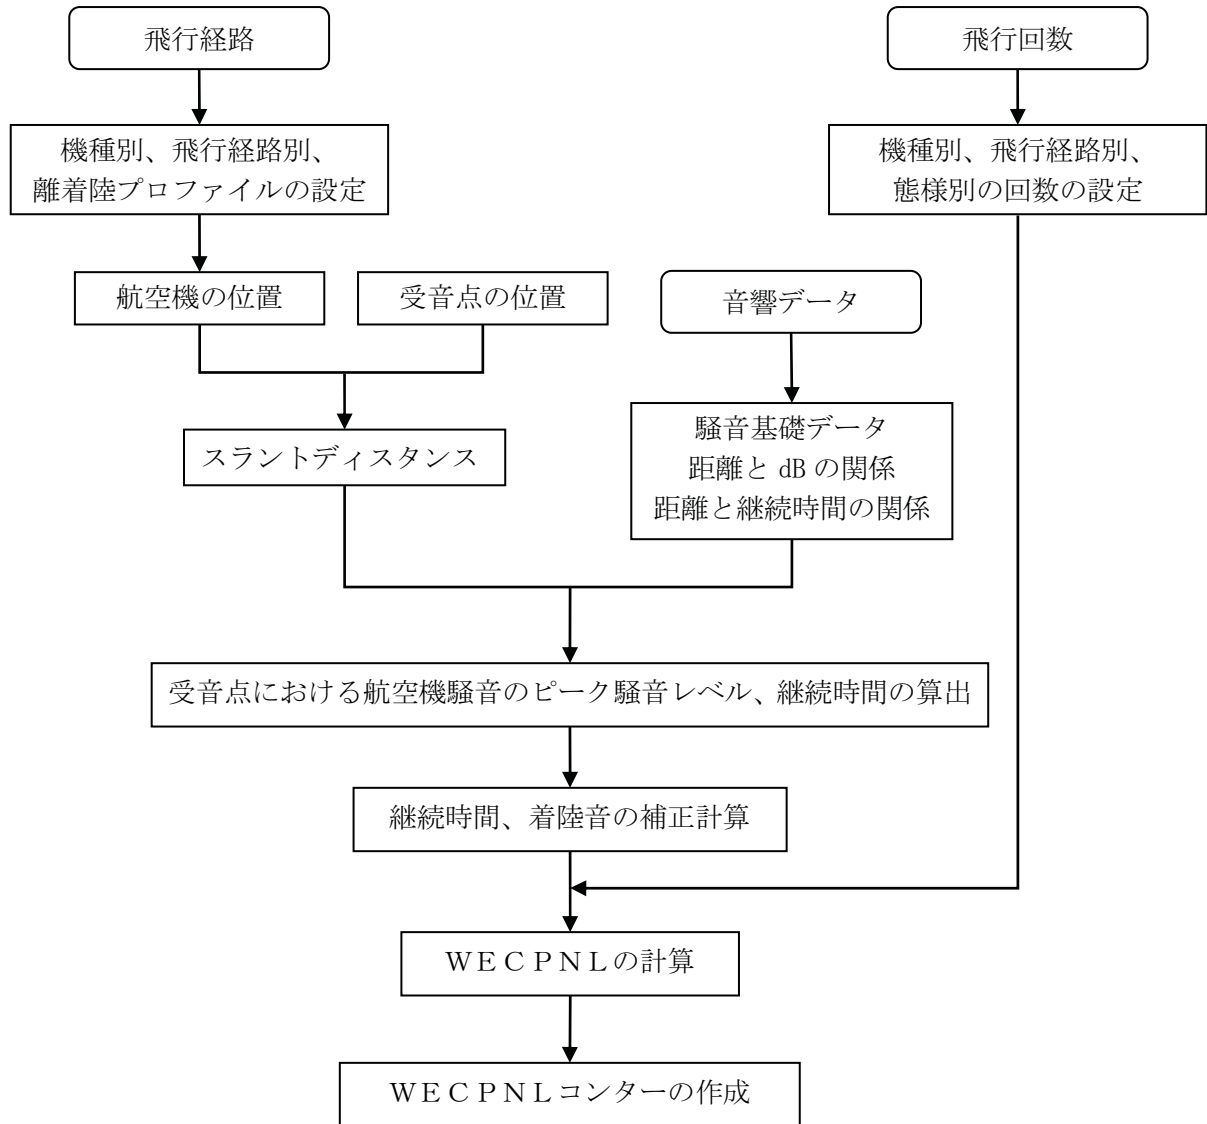 飛行経路
飛行回数
機種別、飛行経路別、
離着陸プロファイルの設定
機種別、飛行経路別、
態様別の回数の設定
航空機の位置
受音点の位置
音響データ
スラントディスタンス
騒音基礎データ
距離と dB の関係
距離と継続時間の関係
受音点における航空機騒音のピーク騒音レベル、継続時間の算出
継続時間、着陸音の補正計算
ＷＥＣＰＮＬの計算
ＷＥＣＰＮＬコンターの作成